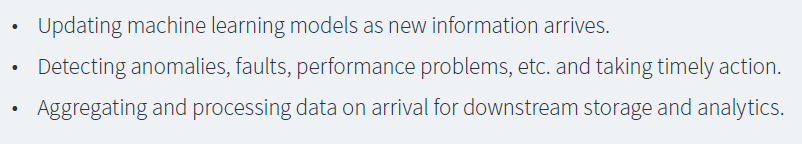 • Updating machine learning models as new information arrives.
• Detecting anomalies, faults, performance problems, etc. and taking timely action.
• Aggregating and processing data on arrival for downstream storage and analytics.